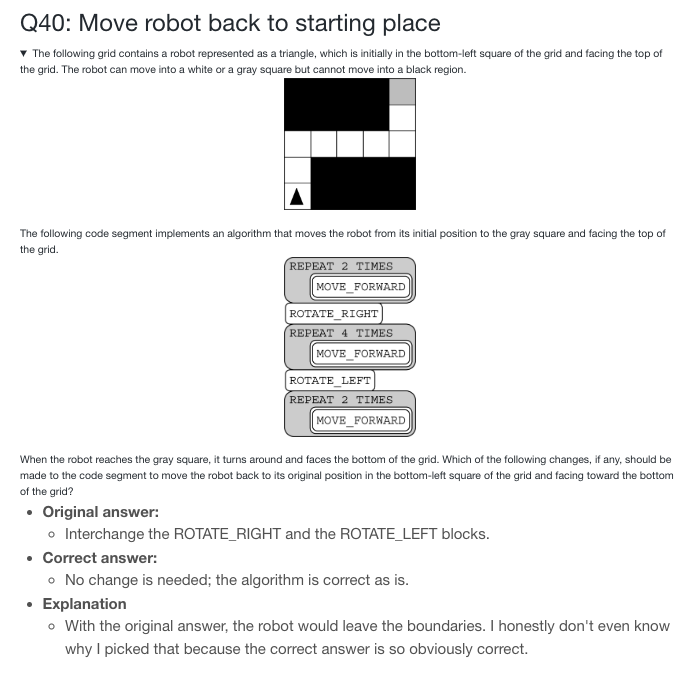 Q40: Move robot back to starting place
▼ The following grid contains a robot represented as a triangle, which is initially in the bottom-left square of the grid and facing the top of
the grid. The robot can move into a white or a gray square but cannot move into a black region.
The following code segment implements an algorithm that moves the robot from its initial position to the gray square and facing the top of
the grid.
REPEAT 2 TIMES
MOVE_FORWARD
ROTATE_RIGHT
REPEAT 4 TIMES
MOVE_FORWARD
ROTATE_LEFT
REPEAT 2 TIMES
MOVE_FORWARD
When the robot reaches the gray square, it turns around and faces the bottom of the grid. Which of the following changes, if any, should be
made to the code segment to move the robot back to its original position in the bottom-left square of the grid and facing toward the bottom
of the grid?
• Original answer:
○ Interchange the ROTATE_RIGHT and the ROTATE_LEFT blocks.
• Correct answer:
○ No change is needed; the algorithm is correct as is.
• Explanation
○ With the original answer, the robot would leave the boundaries. I honestly don't even know
why I picked that because the correct answer is so obviously correct.